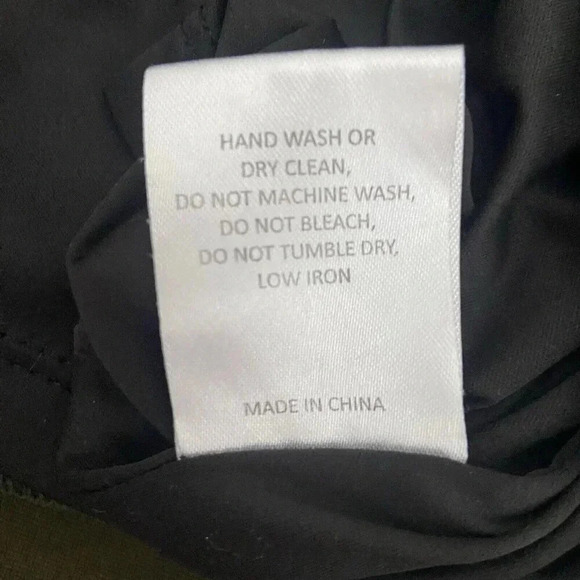 HAND WASH OR
DRY CLEAN,
DO NOT MACHINE WASH,
DO NOT BLEACH,
DO NOT TUMBLE DRY,
LOW IRON
MADE IN CHINA